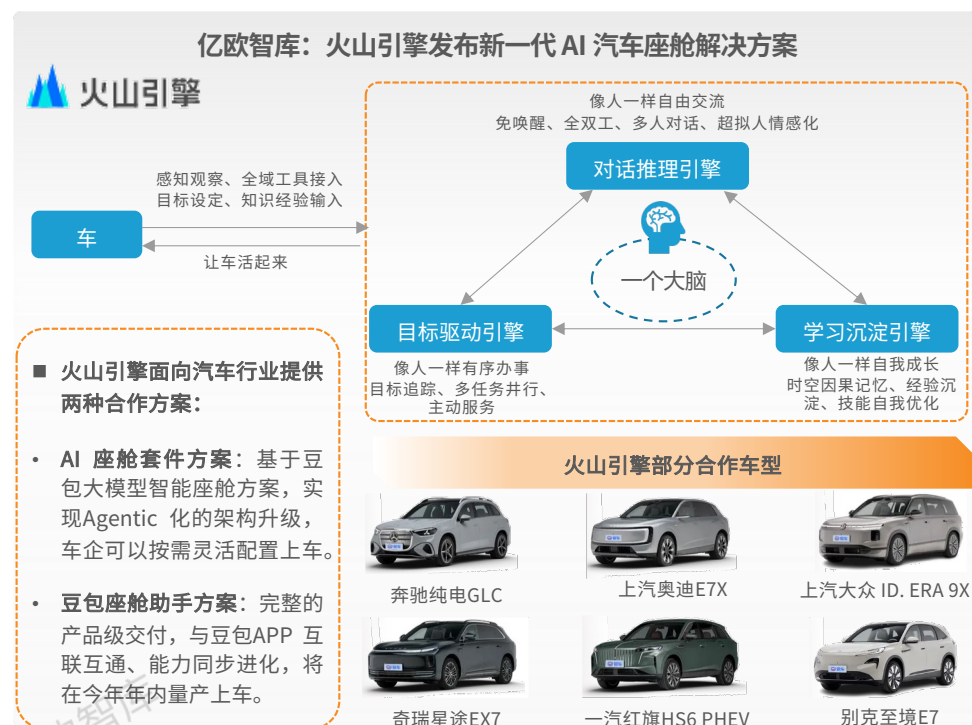 亿欧智库：火山引擎发布新一代 AI 汽车座舱解决方案
火山引擎
像人一样自由交流
免唤醒、全双工、多人对话、超拟人情感化
对话推理引擎
感知观察、全域工具接入
目标设定、知识经验输入
车
让车活起来
一个大脑
目标驱动引擎
像人一样有序办事
目标追踪、多任务并行、
主动服务
学习沉淀引擎
像人一样自我成长
时空因果记忆、经验沉
淀、技能自我优化
■ 火山引擎面向汽车行业提供
两种合作方案：
• AI 座舱套件方案：基于豆
包大模型智能座舱方案，实
现Agentic 化的架构升级，
车企可以按需灵活配置上车。
• 豆包座舱助手方案：完整的
产品级交付，与豆包APP 互
联互通、能力同步进化，将
在今年年内量产上车。
火山引擎部分合作车型
奔驰纯电GLC
上汽奥迪E7X
上汽大众 ID. ERA 9X
奇瑞星途EX7
一汽红旗HS6 PHEV
别克至境E7